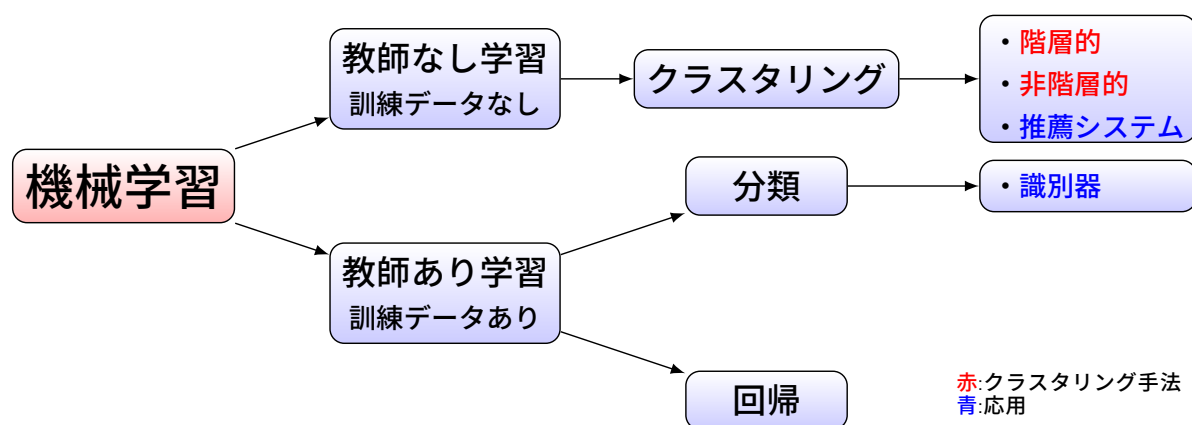 機械学習
教師なし学習
訓練データなし
クラスタリング
・階層的
・非階層的
・推薦システム
教師あり学習
訓練データあり
分類
・識別器
回帰
赤:クラスタリング手法
青:応用